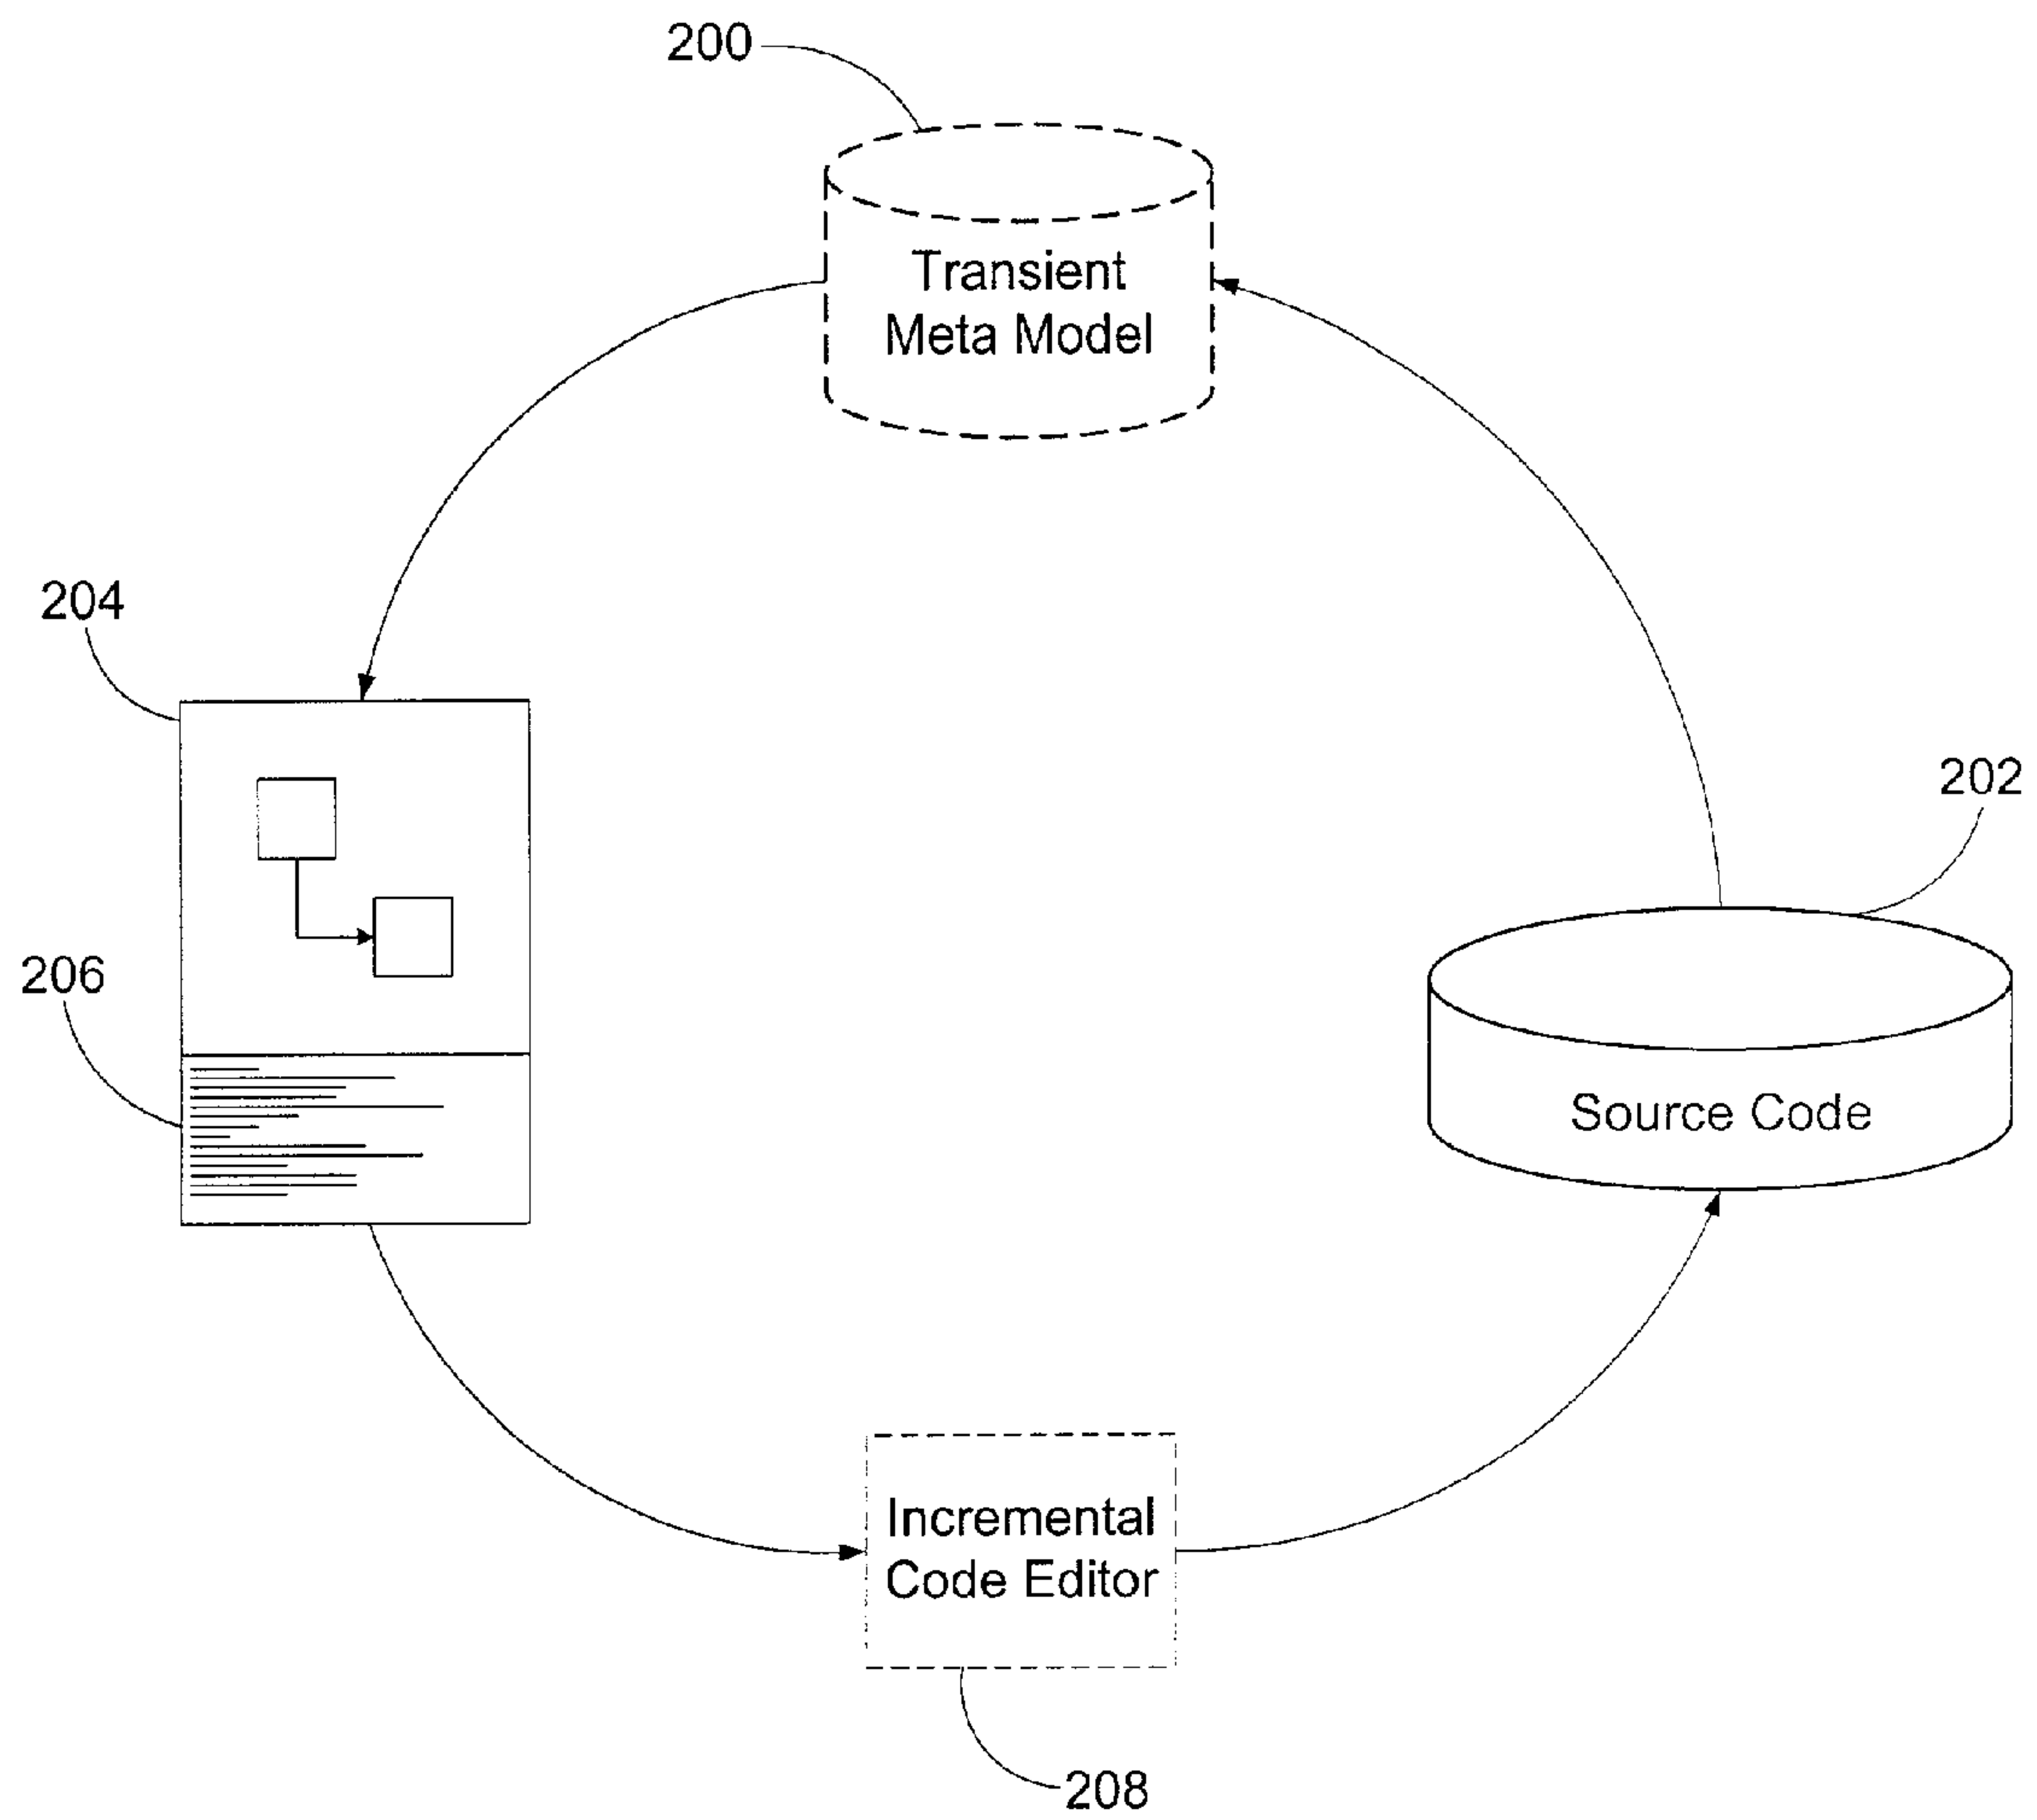 200
Transient
Meta Model
204
202
206
Source Code
Incremental
Code Editor
208